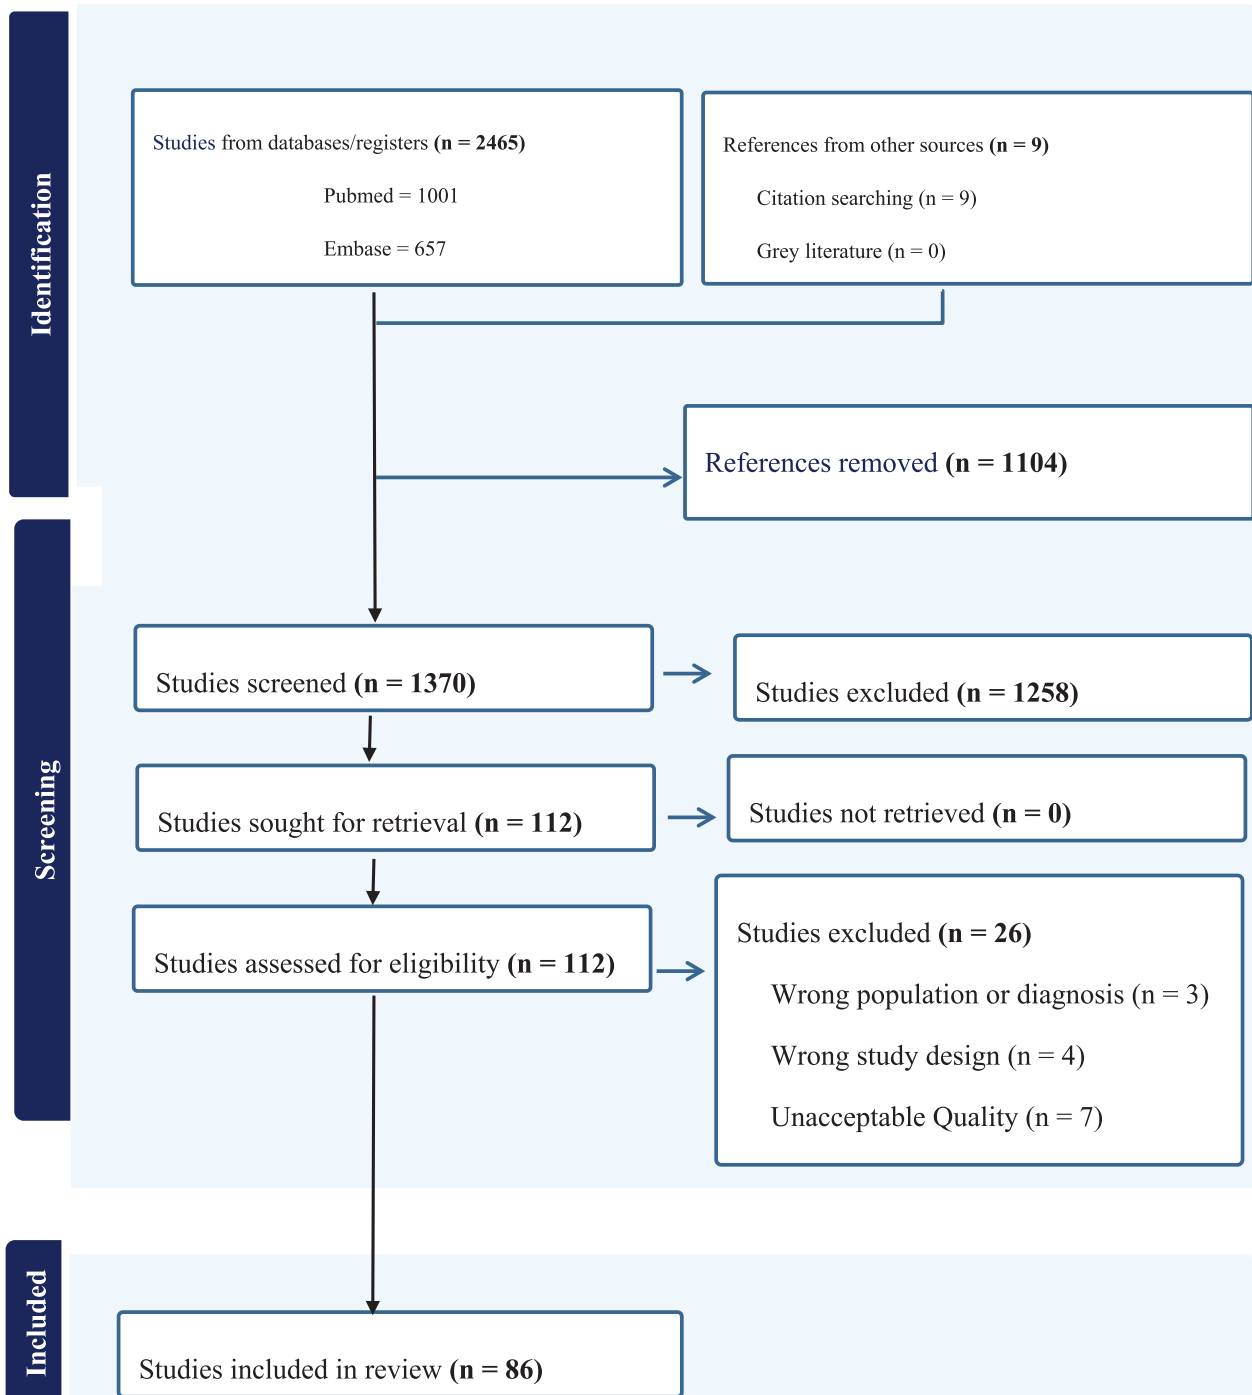 Identification
Studies from databases/registers (n = 2465)
Pubmed = 1001
Embase = 657
References from other sources (n = 9)
Citation searching (n = 9)
Grey literature (n = 0)
References removed (n = 1104)
Screening
Studies screened (n = 1370)
Studies excluded (n = 1258)
Studies sought for retrieval (n = 112)
Studies not retrieved (n = 0)
Studies assessed for eligibility (n = 112)
Studies excluded (n = 26)
Wrong population or diagnosis (n = 3)
Wrong study design (n = 4)
Unacceptable Quality (n = 7)
Included
Studies included in review (n = 86)